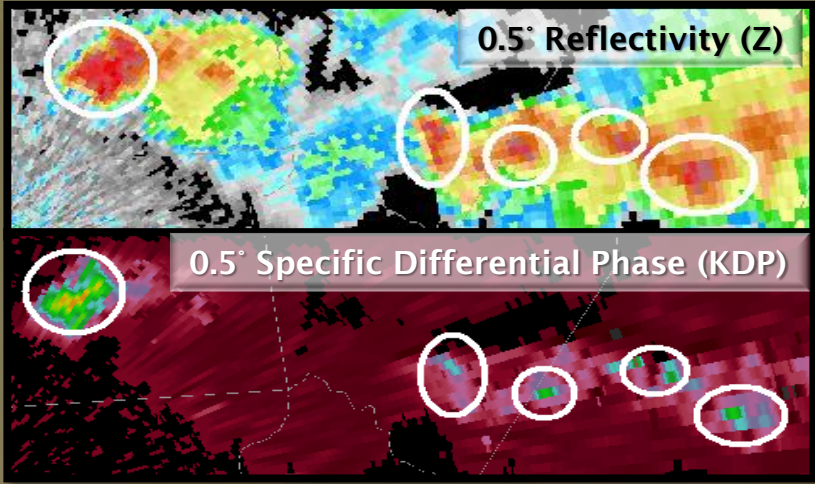 0.5˚ Reflectivity (Z)
0.5˚ Specific Differential Phase (KDP)